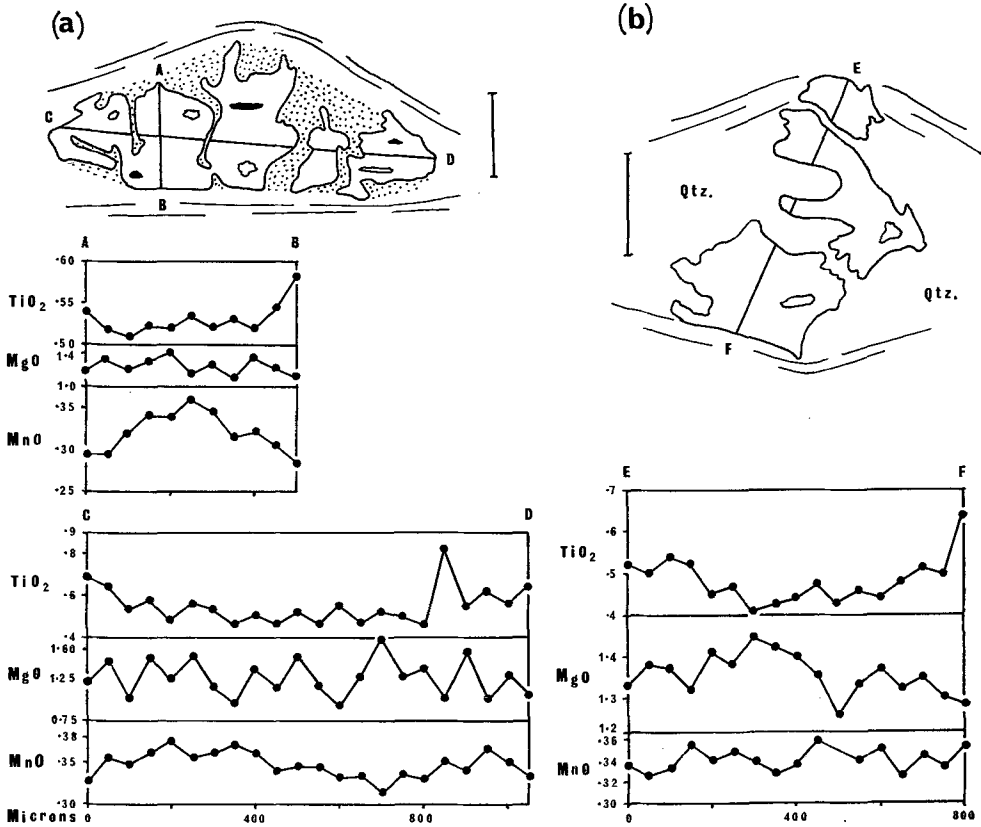 (a)
(b)
A
C
D
B
E
Qtz.
Qtz.
F
A B
TiO2
·60
·55
·50
MgO
1·4
1·0
MnO
·35
·30
·25
C D
TiO2
·9
·8
·6
·4
MgO
1·60
1·25
0·75
MnO
·38
·35
·30
Microns 0 400 800
E F
TiO2
·7
·6
·5
·4
MgO
1·4
1·3
1·2
MnO
·36
·34
·32
·30
0 400 800